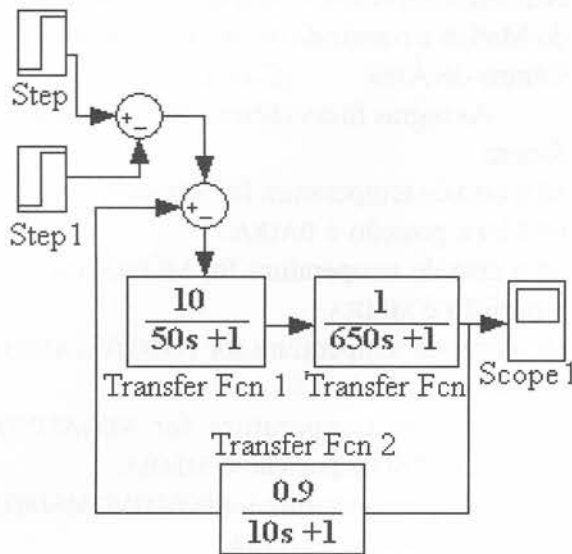 Step
+
−
Step 1
+
−
10
50s +1
1
650s +1
Transfer Fcn 1
Transfer Fcn
Scope 1
Transfer Fcn 2
0.9
10s +1